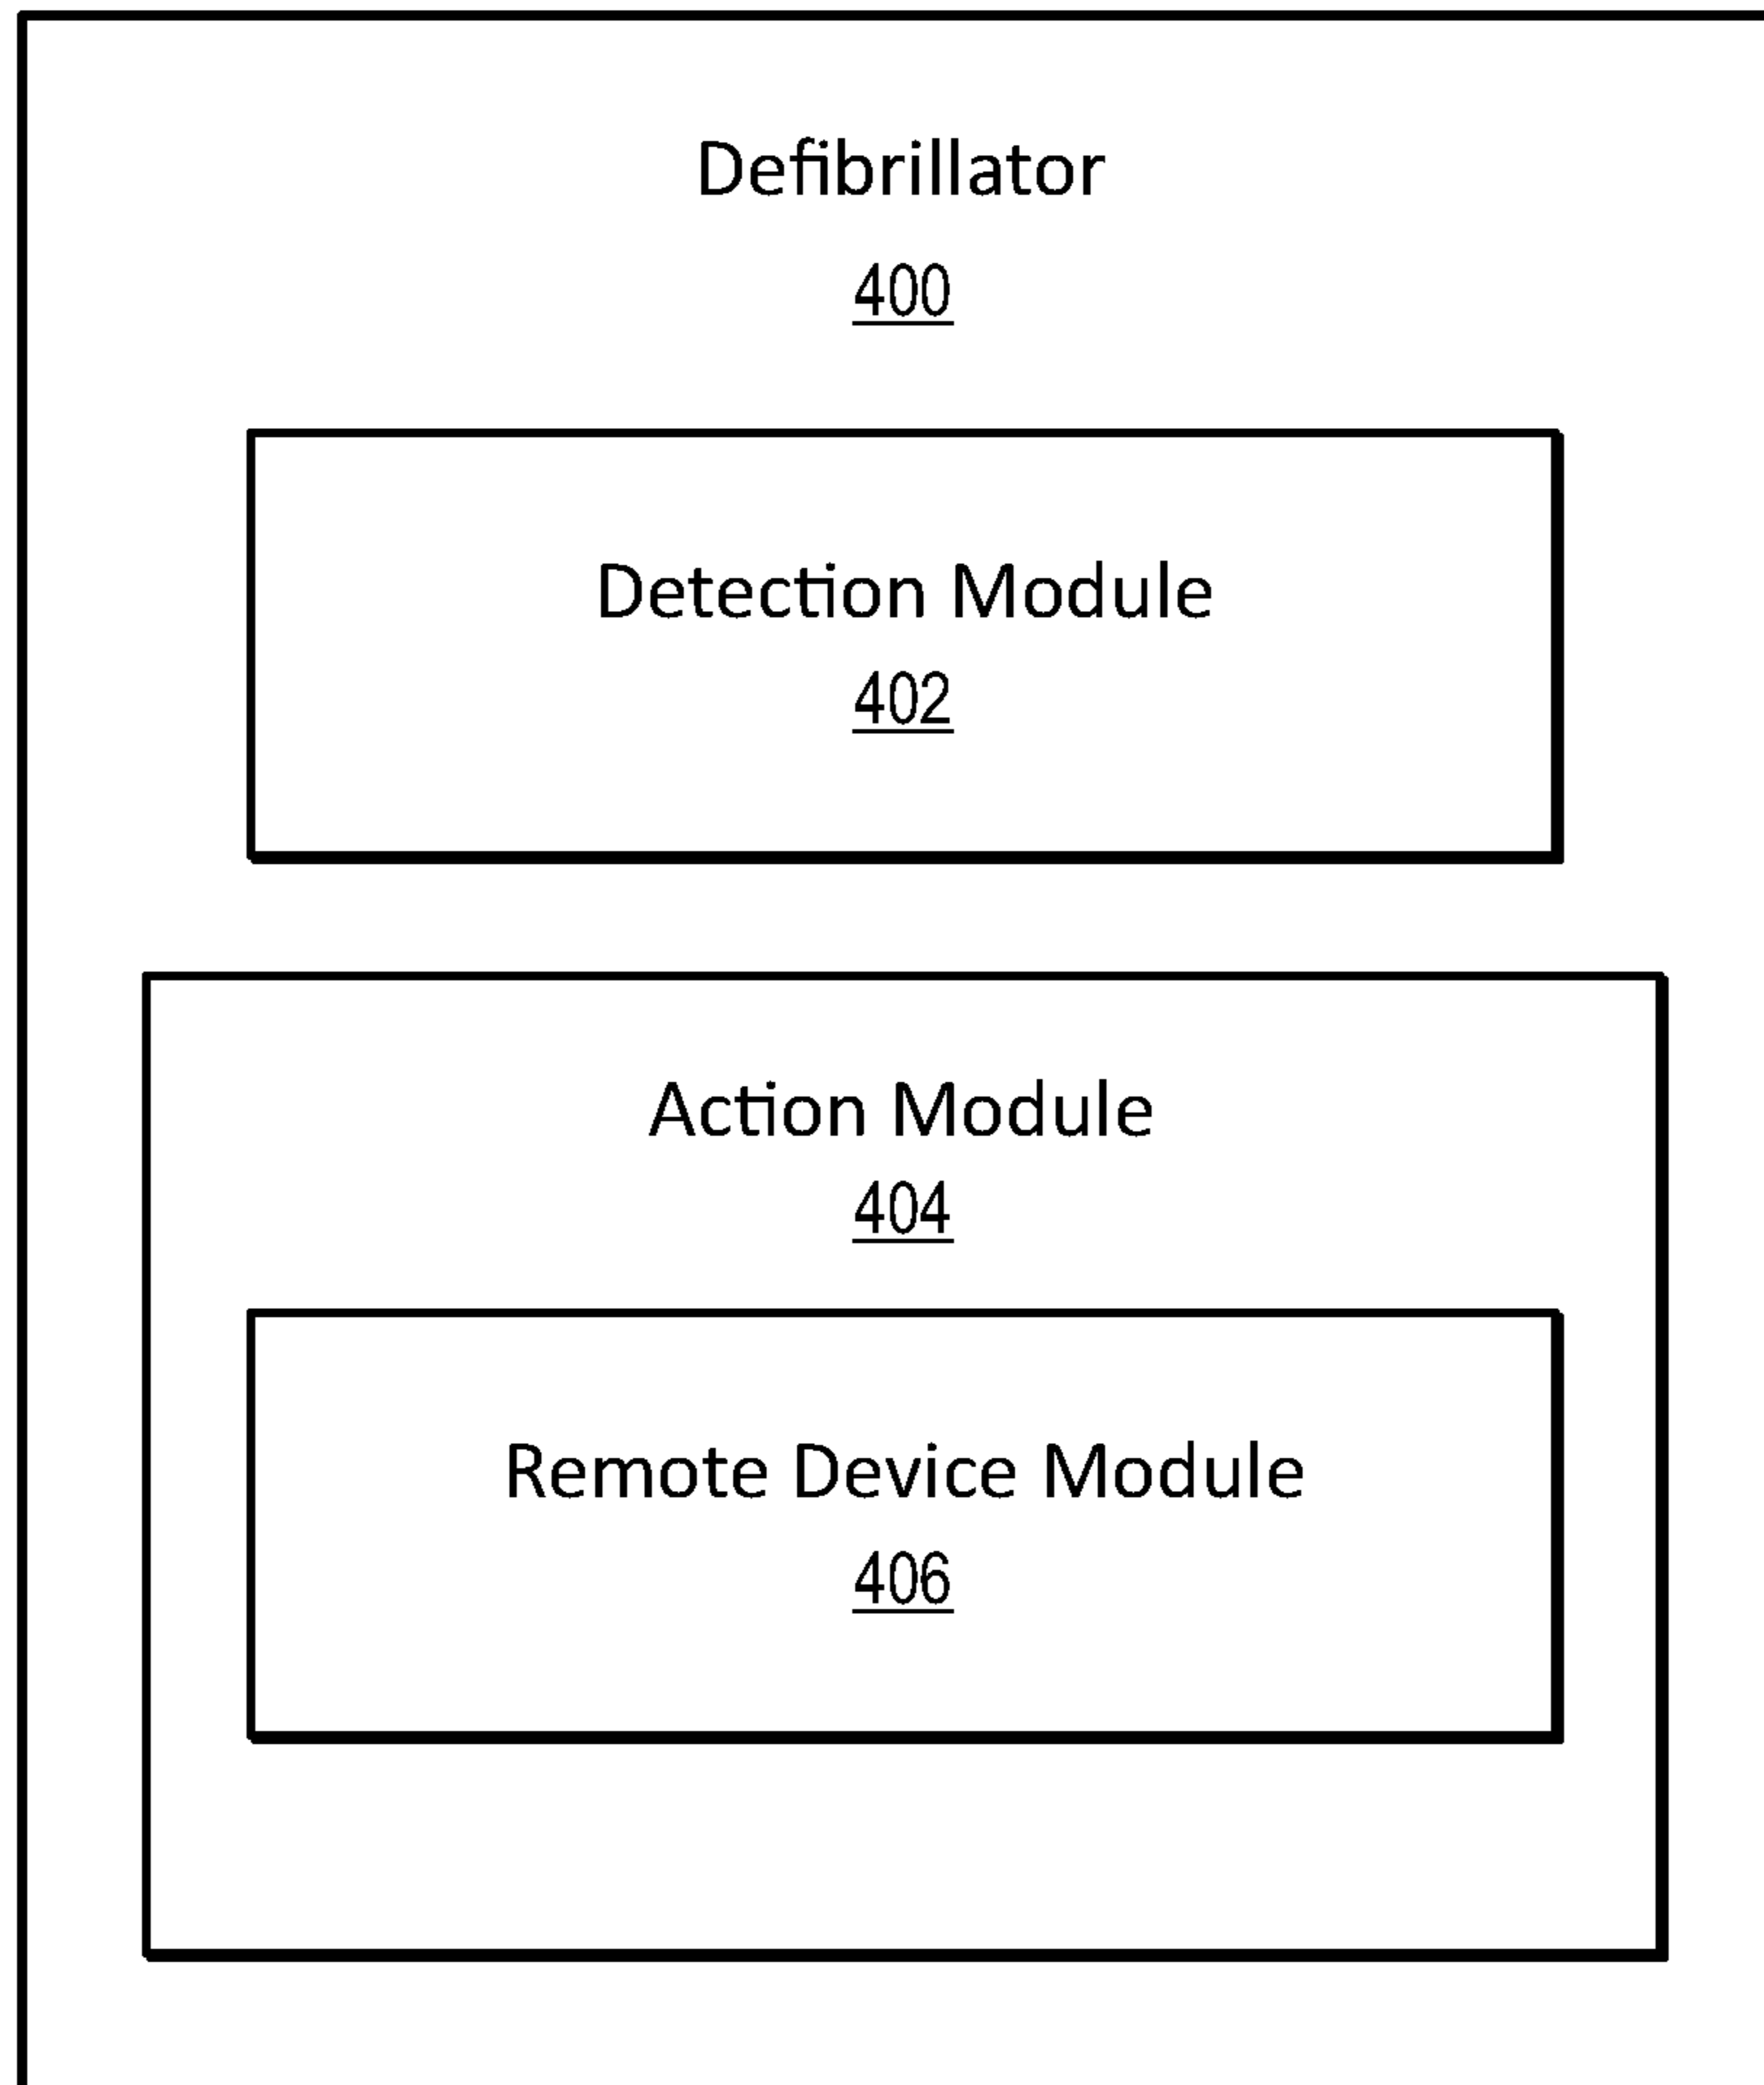 Defibrillator
400
Detection Module
402
Action Module
404
Remote Device Module
406